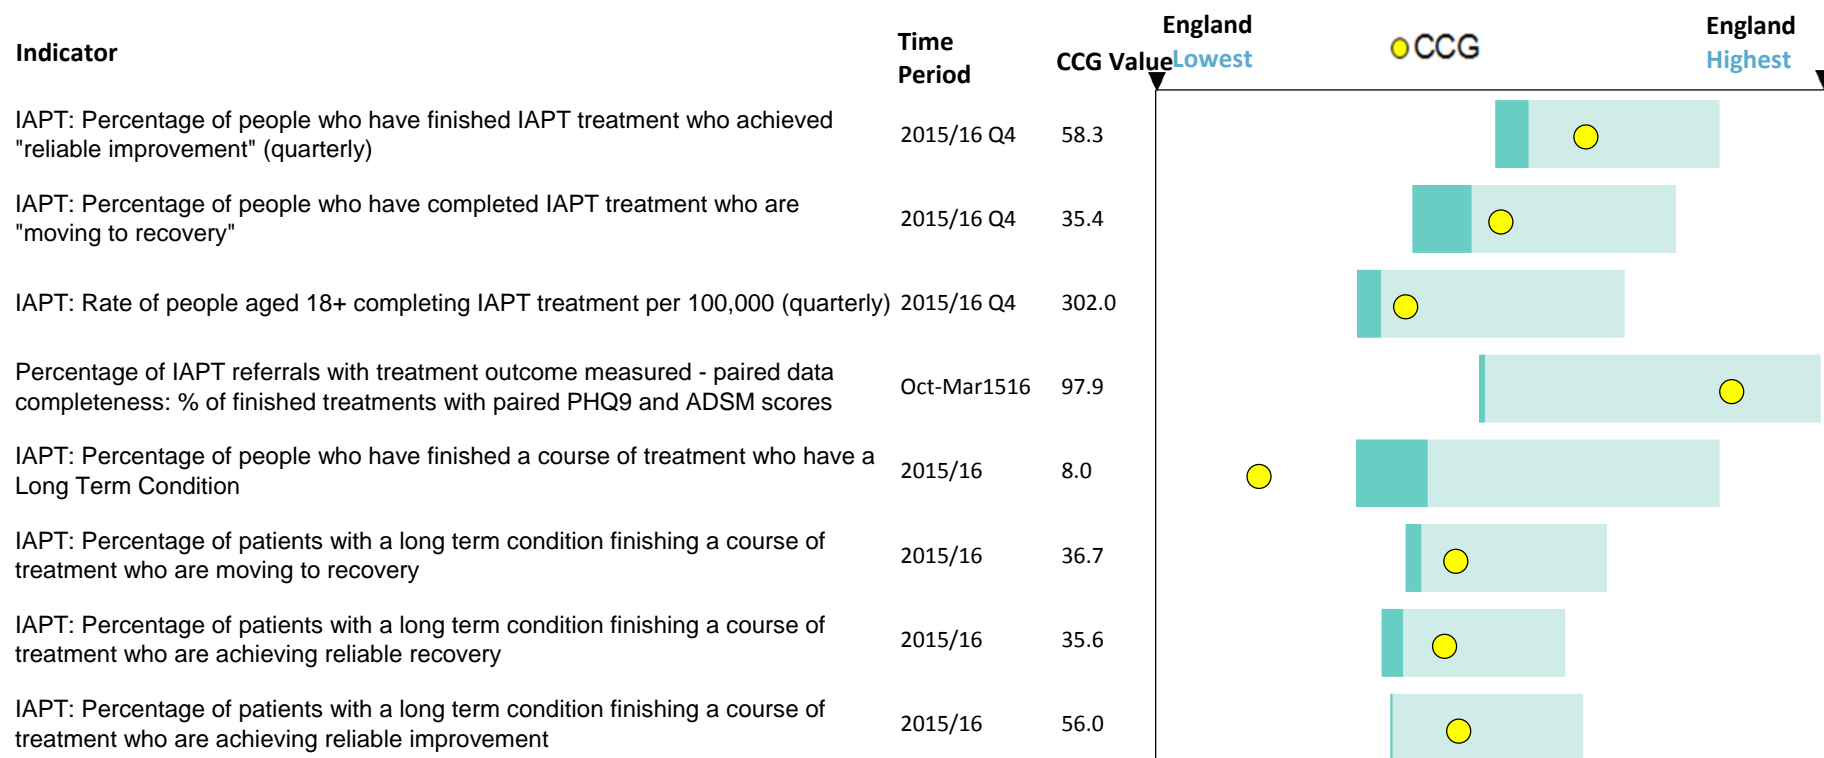 Indicator
Time
Period
CCG Value
England
Lowest
CCG
England
Highest
IAPT: Percentage of people who have finished IAPT treatment who achieved
"reliable improvement" (quarterly)
2015/16 Q4
58.3
IAPT: Percentage of people who have completed IAPT treatment who are
"moving to recovery"
2015/16 Q4
35.4
IAPT: Rate of people aged 18+ completing IAPT treatment per 100,000 (quarterly)
2015/16 Q4
302.0
Percentage of IAPT referrals with treatment outcome measured - paired data
completeness: % of finished treatments with paired PHQ9 and ADSM scores
Oct-Mar1516
97.9
IAPT: Percentage of people who have finished a course of treatment who have a
Long Term Condition
2015/16
8.0
IAPT: Percentage of patients with a long term condition finishing a course of
treatment who are moving to recovery
2015/16
36.7
IAPT: Percentage of patients with a long term condition finishing a course of
treatment who are achieving reliable recovery
2015/16
35.6
IAPT: Percentage of patients with a long term condition finishing a course of
treatment who are achieving reliable improvement
2015/16
56.0